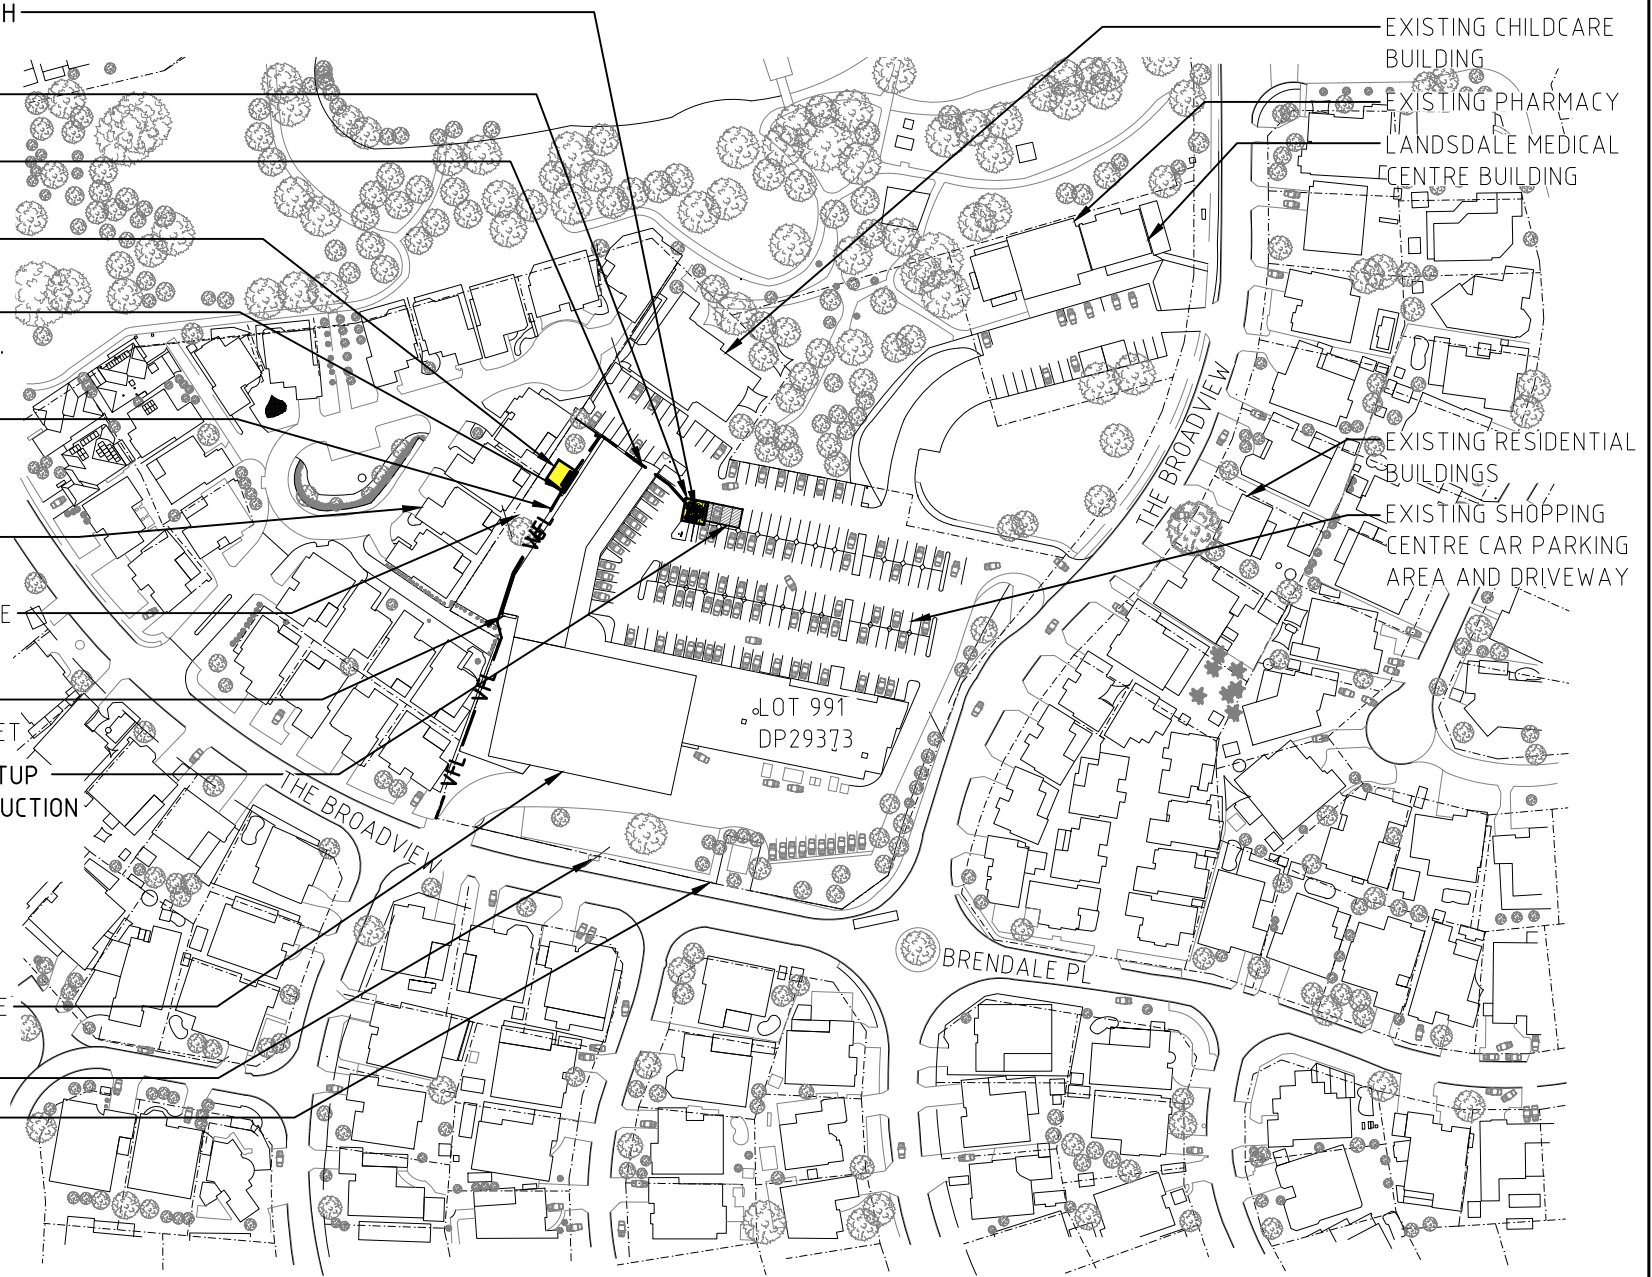 H
EXISTING CHILDCARE
BUILDING
EXISTING PHARMACY
LANDSDALE MEDICAL
CENTRE BUILDING
THE BROADVIEW
EXISTING RESIDENTIAL
BUILDINGS
EXISTING SHOPPING
CENTRE CAR PARKING
AREA AND DRIVEWAY
VFL
E
VFL
LOT 991
DP29373
ET
TUP
UCTION
VFL
THE BROADVIEW
BRENDALE PL
E